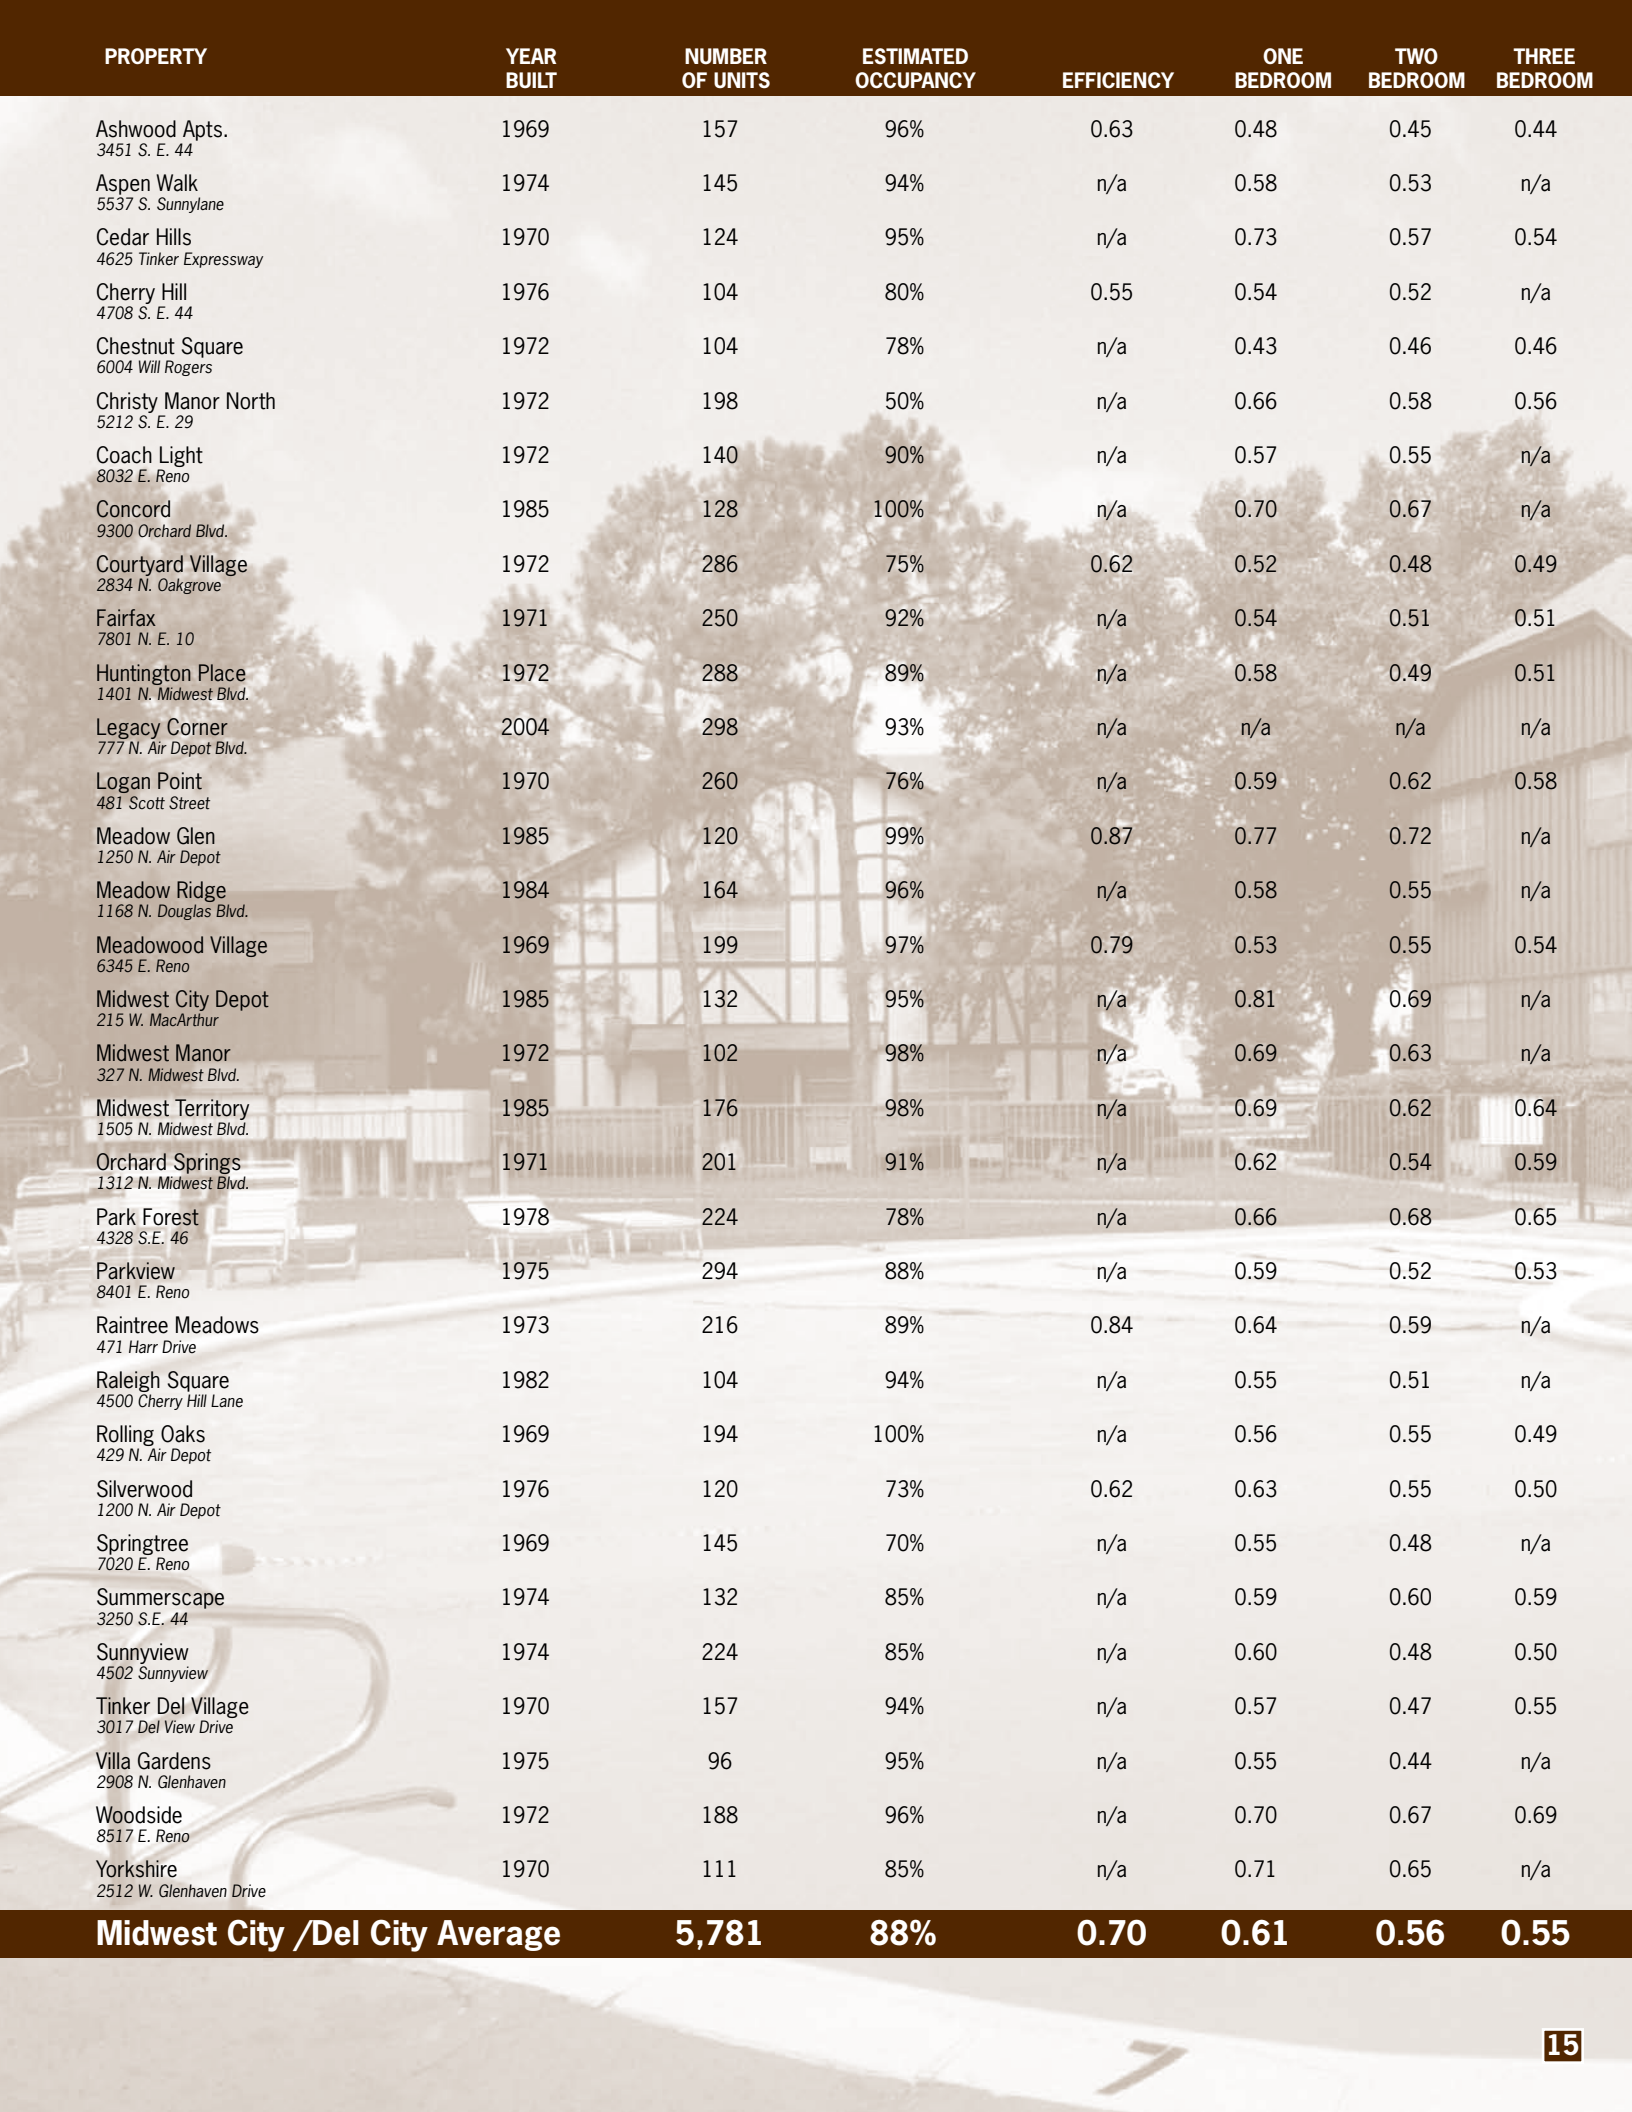 PROPERTY YEAR BUILT NUMBER OF UNITS ESTIMATED OCCUPANCY EFFICIENCY ONE BEDROOM TWO BEDROOM THREE BEDROOM
Ashwood Apts. 1969 157 96% 0.63 0.48 0.45 0.44
3451 S. E. 44
Aspen Walk 1974 145 94% n/a 0.58 0.53 n/a
5537 S. Sunnylane
Cedar Hills 1970 124 95% n/a 0.73 0.57 0.54
4625 Tinker Expressway
Cherry Hill 1976 104 80% 0.55 0.54 0.52 n/a
4708 S. E. 44
Chestnut Square 1972 104 78% n/a 0.43 0.46 0.46
6004 Will Rogers
Christy Manor North 1972 198 50% n/a 0.66 0.58 0.56
5212 S. E. 29
Coach Light 1972 140 90% n/a 0.57 0.55 n/a
8032 E. Reno
Concord 1985 128 100% n/a 0.70 0.67 n/a
9300 Orchard Blvd.
Courtyard Village 1972 286 75% 0.62 0.52 0.48 0.49
2834 N. Oakgrove
Fairfax 1971 250 92% n/a 0.54 0.51 0.51
7801 N. E. 10
Huntington Place 1972 288 89% n/a 0.58 0.49 0.51
1401 N. Midwest Blvd.
Legacy Corner 2004 298 93% n/a n/a n/a n/a
777 N. Air Depot Blvd.
Logan Point 1970 260 76% n/a 0.59 0.62 0.58
481 Scott Street
Meadow Glen 1985 120 99% 0.87 0.77 0.72 n/a
1250 N. Air Depot
Meadow Ridge 1984 164 96% n/a 0.58 0.55 n/a
1168 N. Douglas Blvd.
Meadowood Village 1969 199 97% 0.79 0.53 0.55 0.54
6345 E. Reno
Midwest City Depot 1985 132 95% n/a 0.81 0.69 n/a
215 W. MacArthur
Midwest Manor 1972 102 98% n/a 0.69 0.63 n/a
327 N. Midwest Blvd.
Midwest Territory 1985 176 98% n/a 0.69 0.62 0.64
1505 N. Midwest Blvd.
Orchard Springs 1971 201 91% n/a 0.62 0.54 0.59
1312 N. Midwest Blvd.
Park Forest 1978 224 78% n/a 0.66 0.68 0.65
4328 S.E. 46
Parkview 1975 294 88% n/a 0.59 0.52 0.53
8401 E. Reno
Raintree Meadows 1973 216 89% 0.84 0.64 0.59 n/a
471 Harr Drive
Raleigh Square 1982 104 94% n/a 0.55 0.51 n/a
4500 Cherry Hill Lane
Rolling Oaks 1969 194 100% n/a 0.56 0.55 0.49
429 N. Air Depot
Silverwood 1976 120 73% 0.62 0.63 0.55 0.50
1200 N. Air Depot
Springtree 1969 145 70% n/a 0.55 0.48 n/a
7020 E. Reno
Summerscape 1974 132 85% n/a 0.59 0.60 0.59
3250 S.E. 44
Sunnyview 1974 224 85% n/a 0.60 0.48 0.50
4502 Sunnyview
Tinker Del Village 1970 157 94% n/a 0.57 0.47 0.55
3017 Del View Drive
Villa Gardens 1975 96 95% n/a 0.55 0.44 n/a
2908 N. Glenhaven
Woodside 1972 188 96% n/a 0.70 0.67 0.69
8517 E. Reno
Yorkshire 1970 111 85% n/a 0.71 0.65 n/a
2512 W. Glenhaven Drive
Midwest City /Del City Average 5,781 88% 0.70 0.61 0.56 0.55
7
15